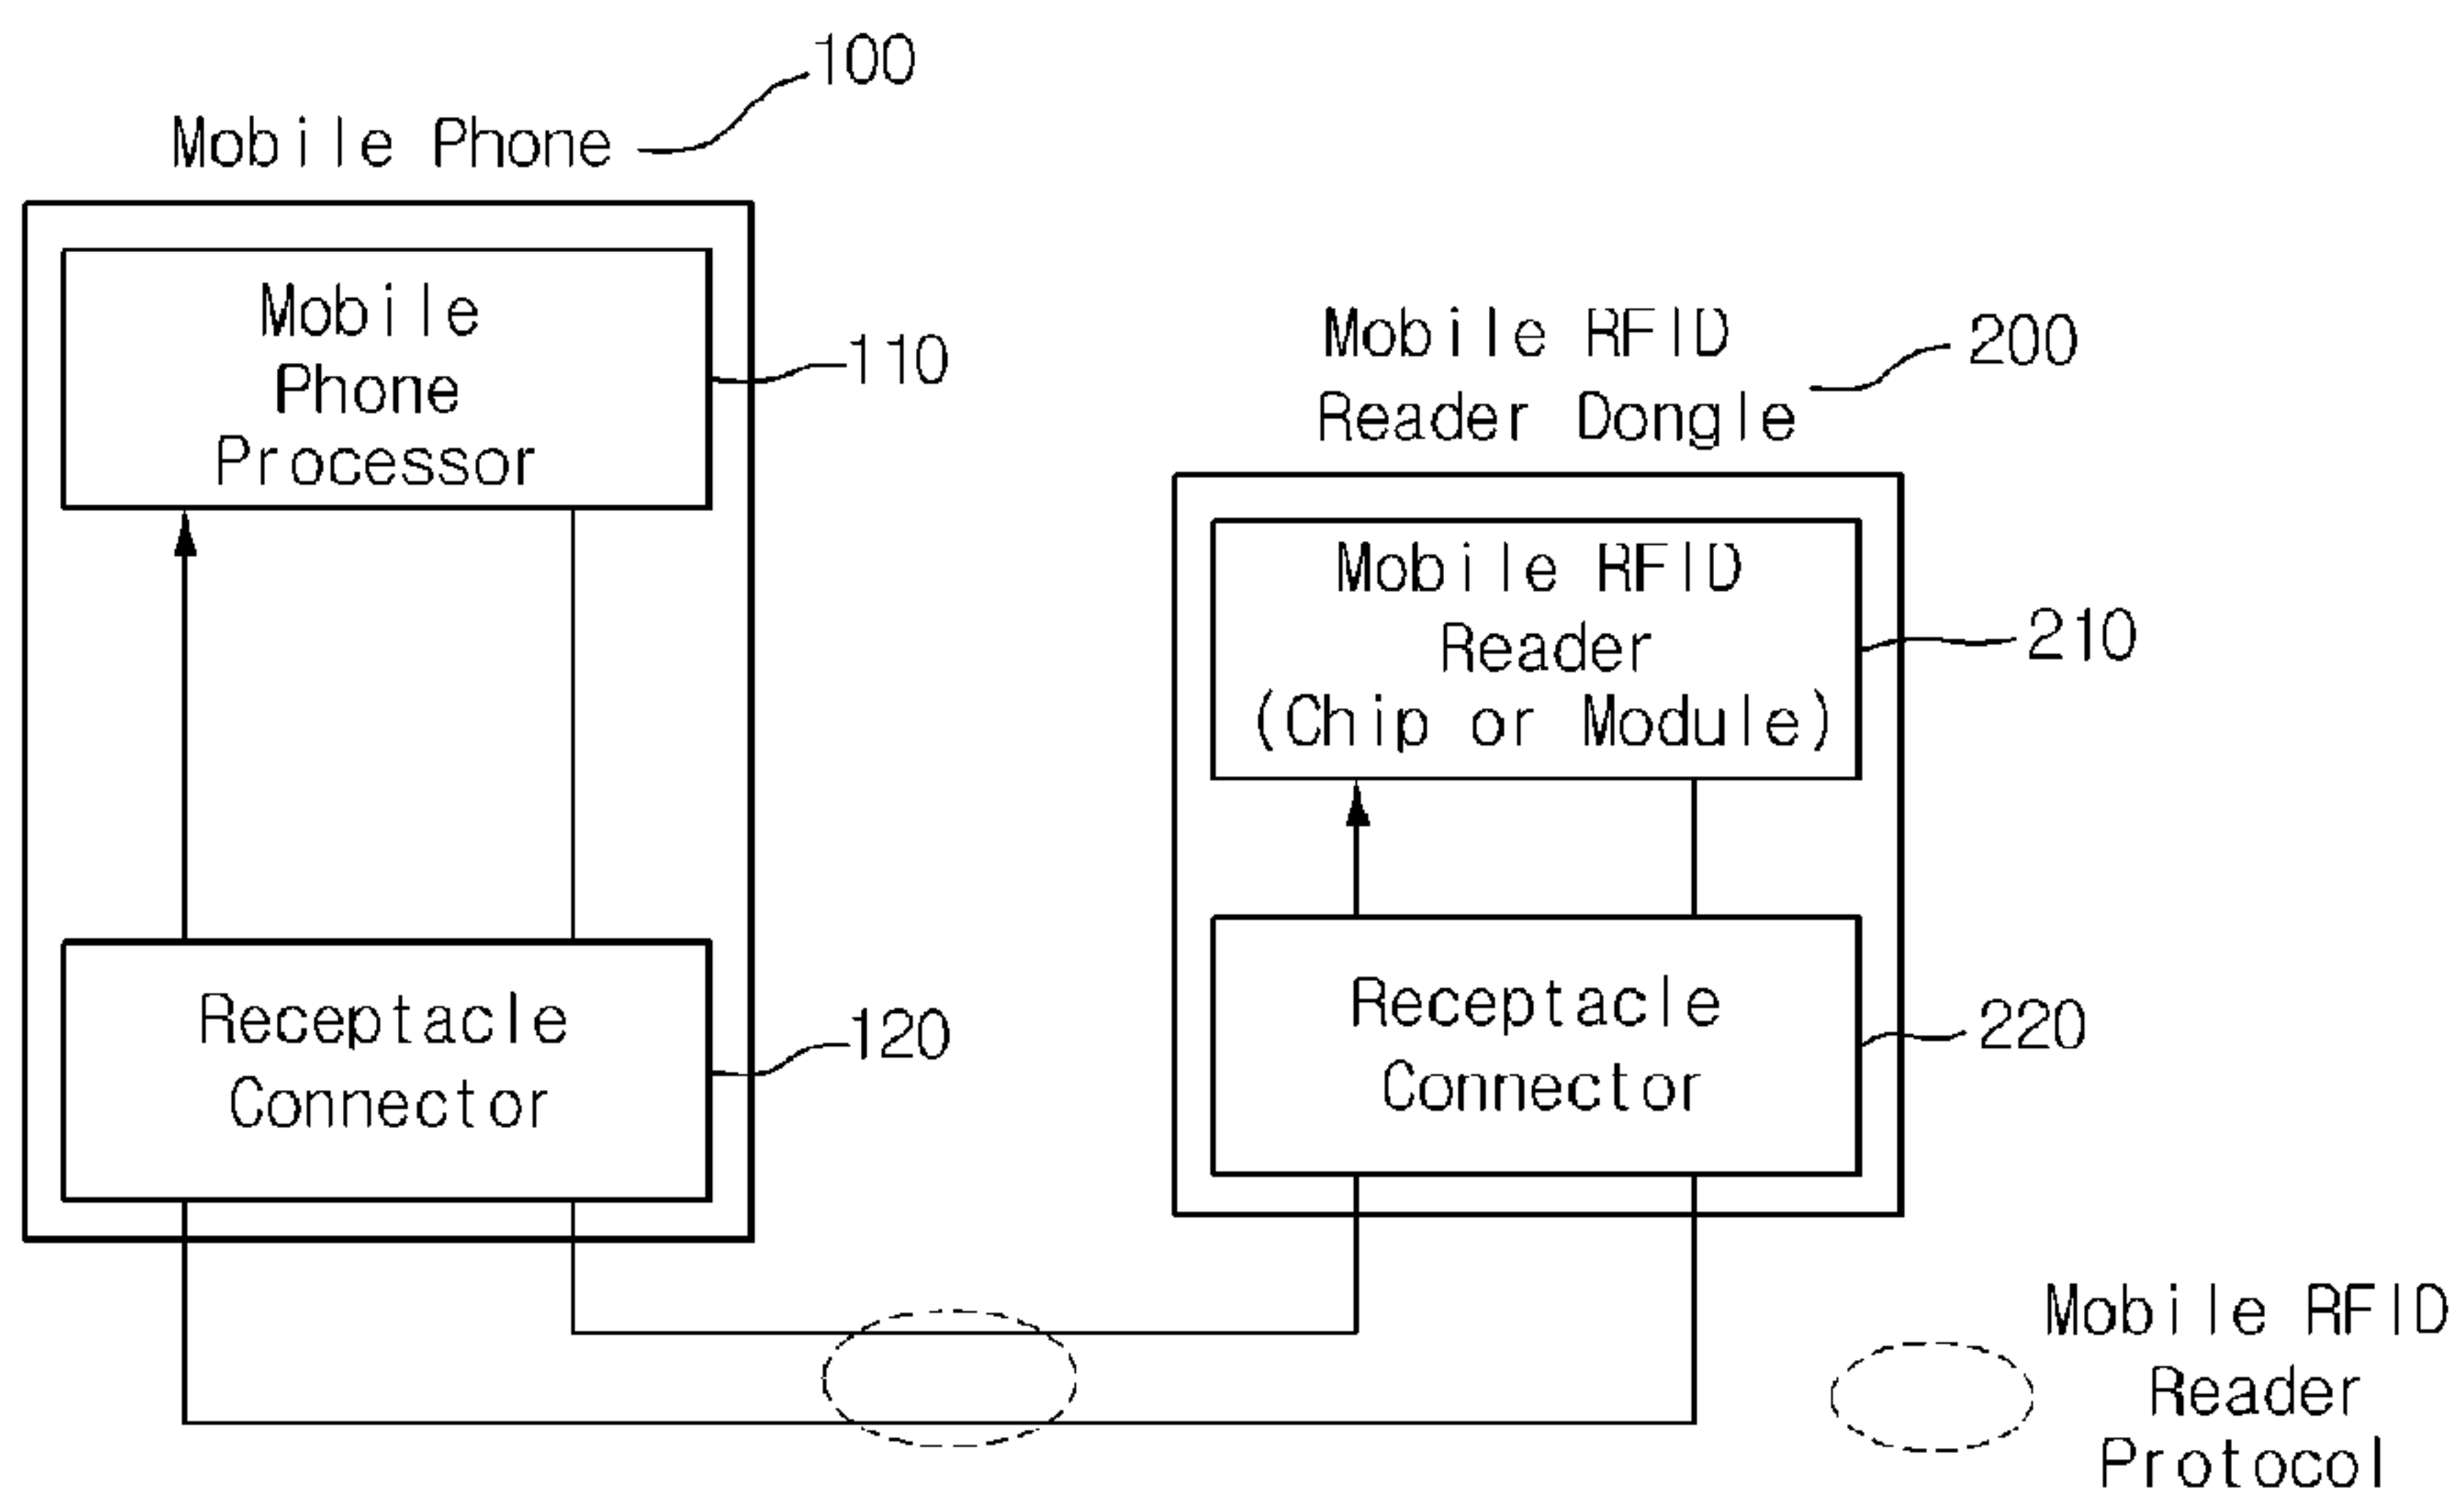 100
Mobile Phone
Mobile
Phone
Processor
110
Receptacle
Connector
120
Mobile RFID
Reader Dongle
200
Mobile RFID
Reader
(Chip or Module)
210
Receptacle
Connector
220
Mobile RFID
Reader
Protocol